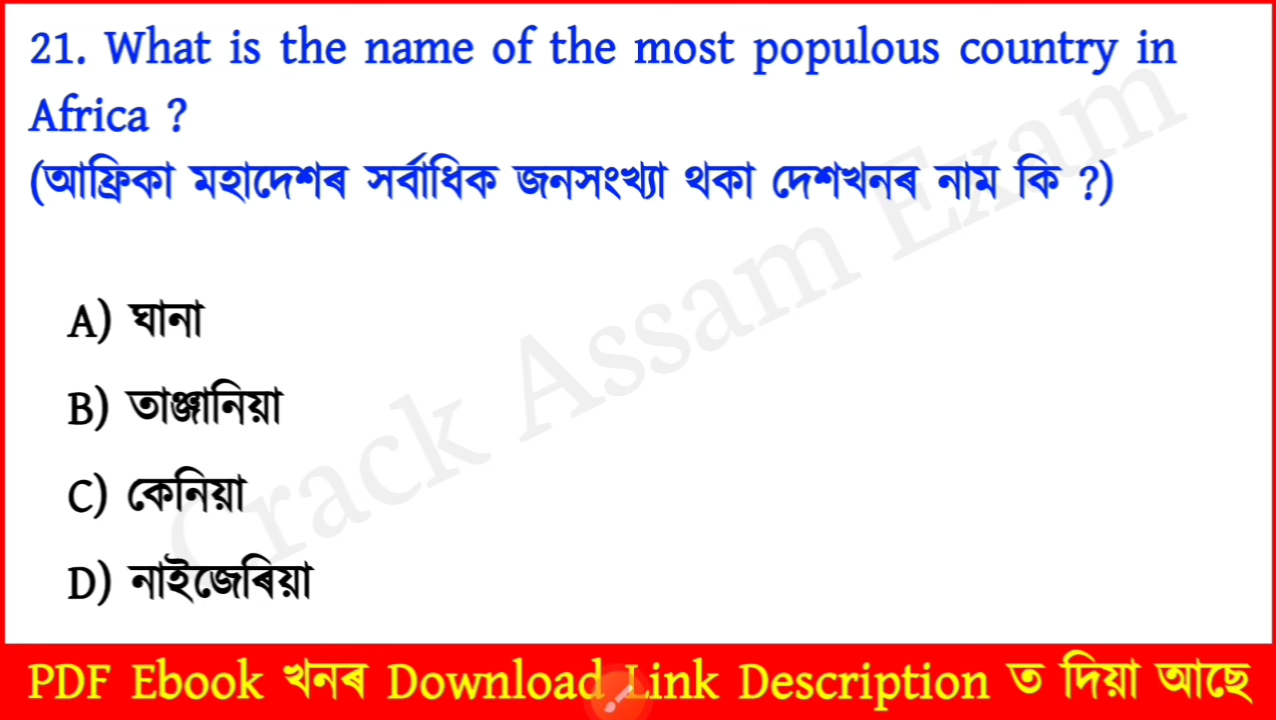 21. What is the name of the most populous country in
Africa ?
(আফ্ৰিকা মহাদেশৰ সৰ্বাধিক জনসংখ্যা থকা দেশখনৰ নাম কি ?)
A) ঘানা
B) তাঞ্জানিয়া
C) কেনিয়া
D) নাইজেৰিয়া
Crack Assam Exam
PDF Ebook খনৰ Download Link Description ত দিয়া আছে